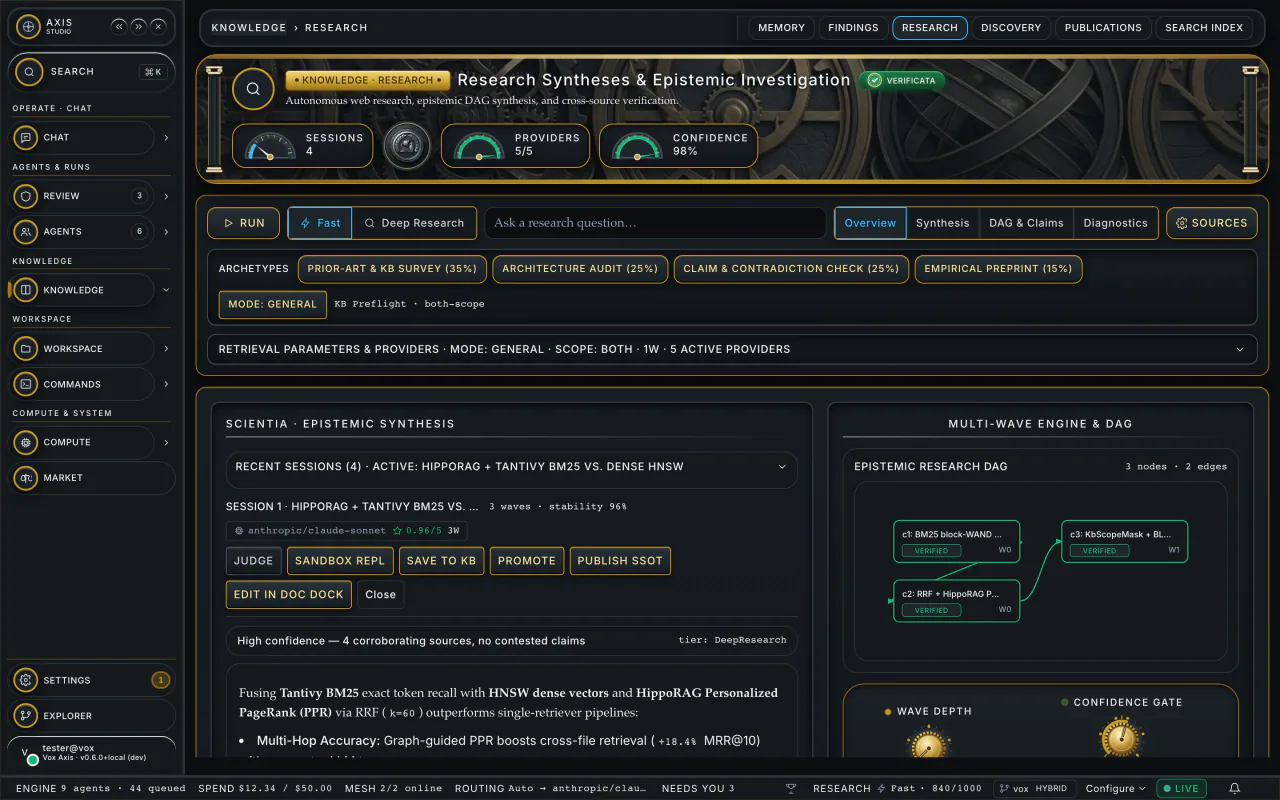 AXIS
STUDIO
SEARCH
⌘ K
OPERATE · CHAT
CHAT
AGENTS & RUNS
REVIEW 3
AGENTS 6
KNOWLEDGE
KNOWLEDGE
WORKSPACE
WORKSPACE
COMMANDS
COMPUTE & SYSTEM
COMPUTE
MARKET
SETTINGS 1
EXPLORER
V
tester@vox
Vox Axis · v0.6.0+local (dev)
KNOWLEDGE › RESEARCH
MEMORY FINDINGS RESEARCH DISCOVERY PUBLICATIONS SEARCH INDEX
• KNOWLEDGE · RESEARCH • Research Syntheses & Epistemic Investigation VERIFICATA
Autonomous web research, epistemic DAG synthesis, and cross-source verification.
SESSIONS
4
PROVIDERS
5/5
CONFIDENCE
98%
RUN Fast Deep Research Ask a research question… Overview Synthesis DAG & Claims Diagnostics SOURCES
ARCHETYPES PRIOR-ART & KB SURVEY (35%) ARCHITECTURE AUDIT (25%) CLAIM & CONTRADICTION CHECK (25%) EMPIRICAL PREPRINT (15%)
MODE: GENERAL KB Preflight · both-scope
RETRIEVAL PARAMETERS & PROVIDERS · MODE: GENERAL · SCOPE: BOTH · 1W · 5 ACTIVE PROVIDERS
SCIENTIA · EPISTEMIC SYNTHESIS
RECENT SESSIONS (4) · ACTIVE: HIPPORAG + TANTIVY BM25 VS. DENSE HNSW
SESSION 1 · HIPPORAG + TANTIVY BM25 VS. … 3 waves · stability 96%
anthropic/claude-sonnet 0.96/5 3W
JUDGE SANDBOX REPL SAVE TO KB PROMOTE PUBLISH SSOT
EDIT IN DOC DOCK Close
High confidence — 4 corroborating sources, no contested claims tier: DeepResearch
Fusing Tantivy BM25 exact token recall with HNSW dense vectors and HippoRAG Personalized
PageRank (PPR) via RRF ( k=60 ) outperforms single-retriever pipelines:
• Multi-Hop Accuracy: Graph-guided PPR boosts cross-file retrieval ( +18.4% MRR@10)
MULTI-WAVE ENGINE & DAG
EPISTEMIC RESEARCH DAG 3 nodes · 2 edges
c1: BM25 block-WAND …
VERIFIED W0
c3: KbScopeMask + BL…
VERIFIED W1
c2: RRF + HippoRAG P…
VERIFIED W0
WAVE DEPTH
CONFIDENCE GATE
ENGINE 9 agents · 44 queued SPEND $12.34 / $50.00 MESH 2/2 online ROUTING Auto → anthropic/clau… NEEDS YOU 3 RESEARCH Fast · 840/1000 vox HYBRID Configure LIVE